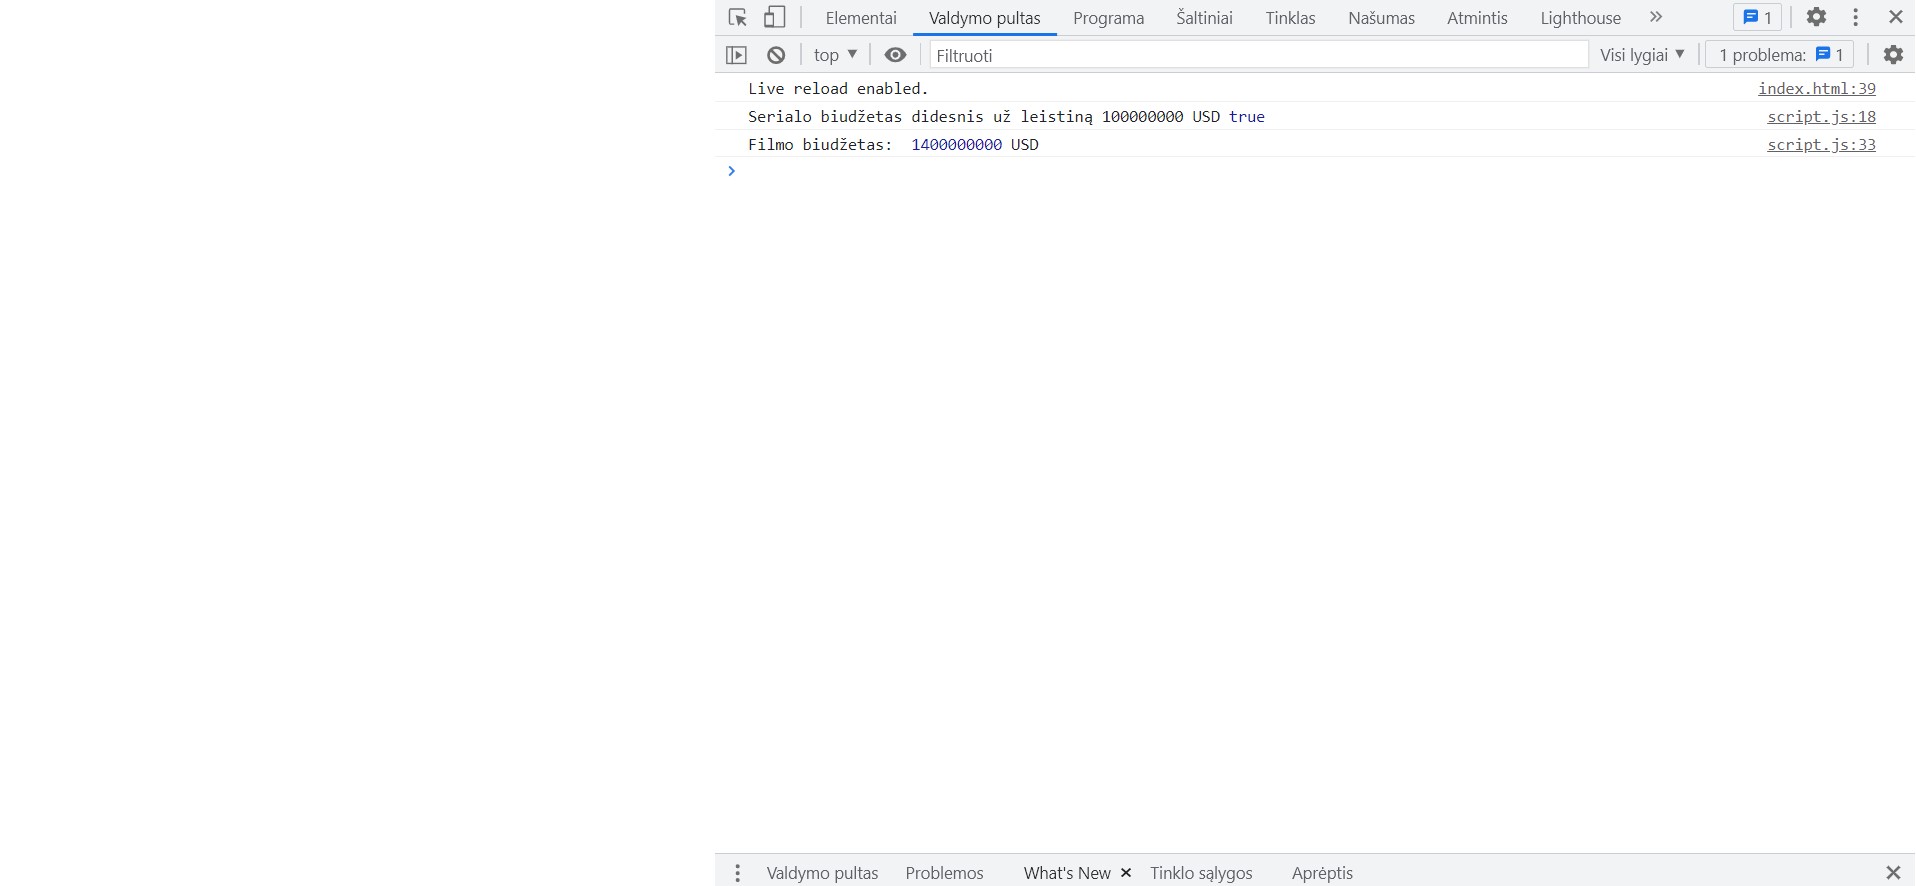 Elementai Valdymo pultas Programa Šaltiniai Tinklas Našumas Atmintis Lighthouse 1
top Filtruoti Visi lygiai 1 problema: 1
Live reload enabled. index.html:39
Serialo biudžetas didesnis už leistiną 100000000 USD true script.js:18
Filmo biudžetas:  1400000000 USD script.js:33
Valdymo pultas Problemos What's New Tinklo sąlygos Aprėptis